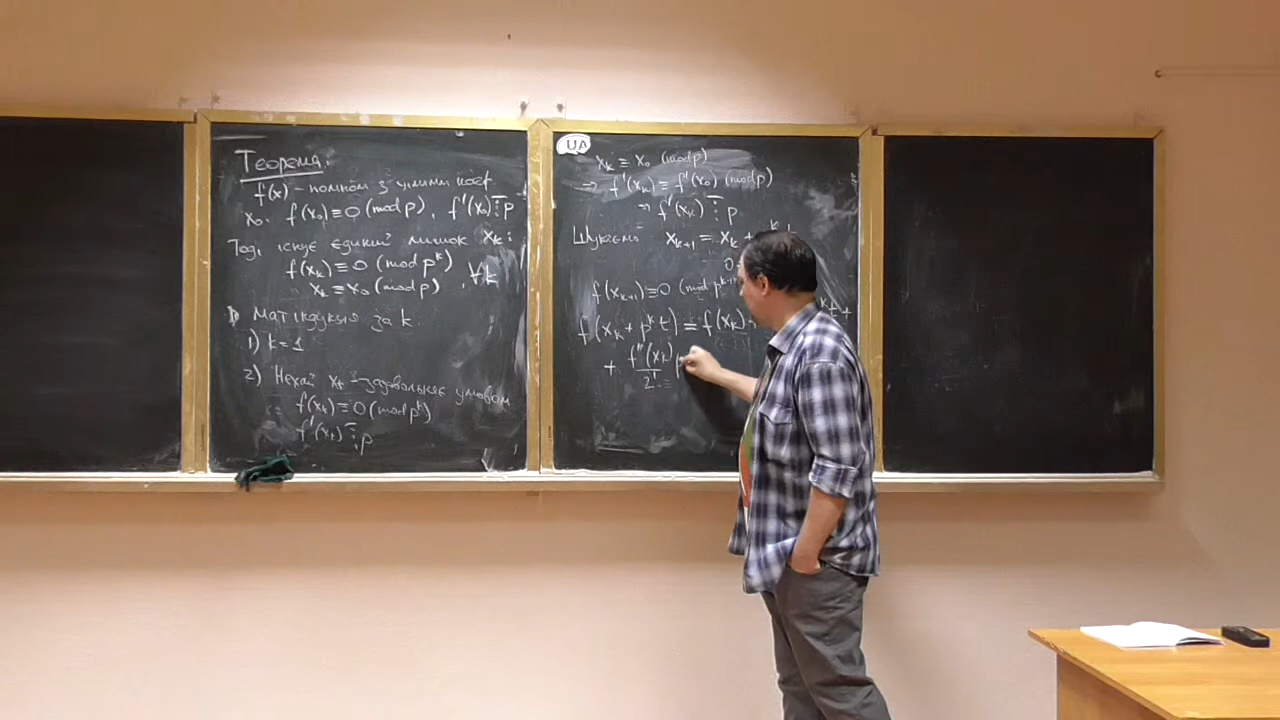 Теорема.
f(x) – поліном з цілими коеф.
x₀: f(x₀) ≡ 0 (mod p), f'(x₀) ⋮̅ p
Тоді існує єдиний лишок xₖ:
f(xₖ) ≡ 0 (mod pᵏ)
xₖ ≡ x₀ (mod p) , ∀k
Мат індукція за k.
1) k = 1
2) Нехай xₖ – задовольняє умовам
f(xₖ) ≡ 0 (mod pᵏ)
f'(xₖ) ⋮̅ p
UA
xₖ ≡ x₀ (mod p)
⇒ f'(xₖ) ≡ f'(x₀) (mod p)
⇒ f'(xₖ) ⋮̅ p
Шукаємо xₖ₊₁ = xₖ +
f(xₖ₊₁) ≡ 0 (mod pᵏ⁺¹
f(xₖ + pᵏt) = f(xₖ) +
+ f''(xₖ)/2!